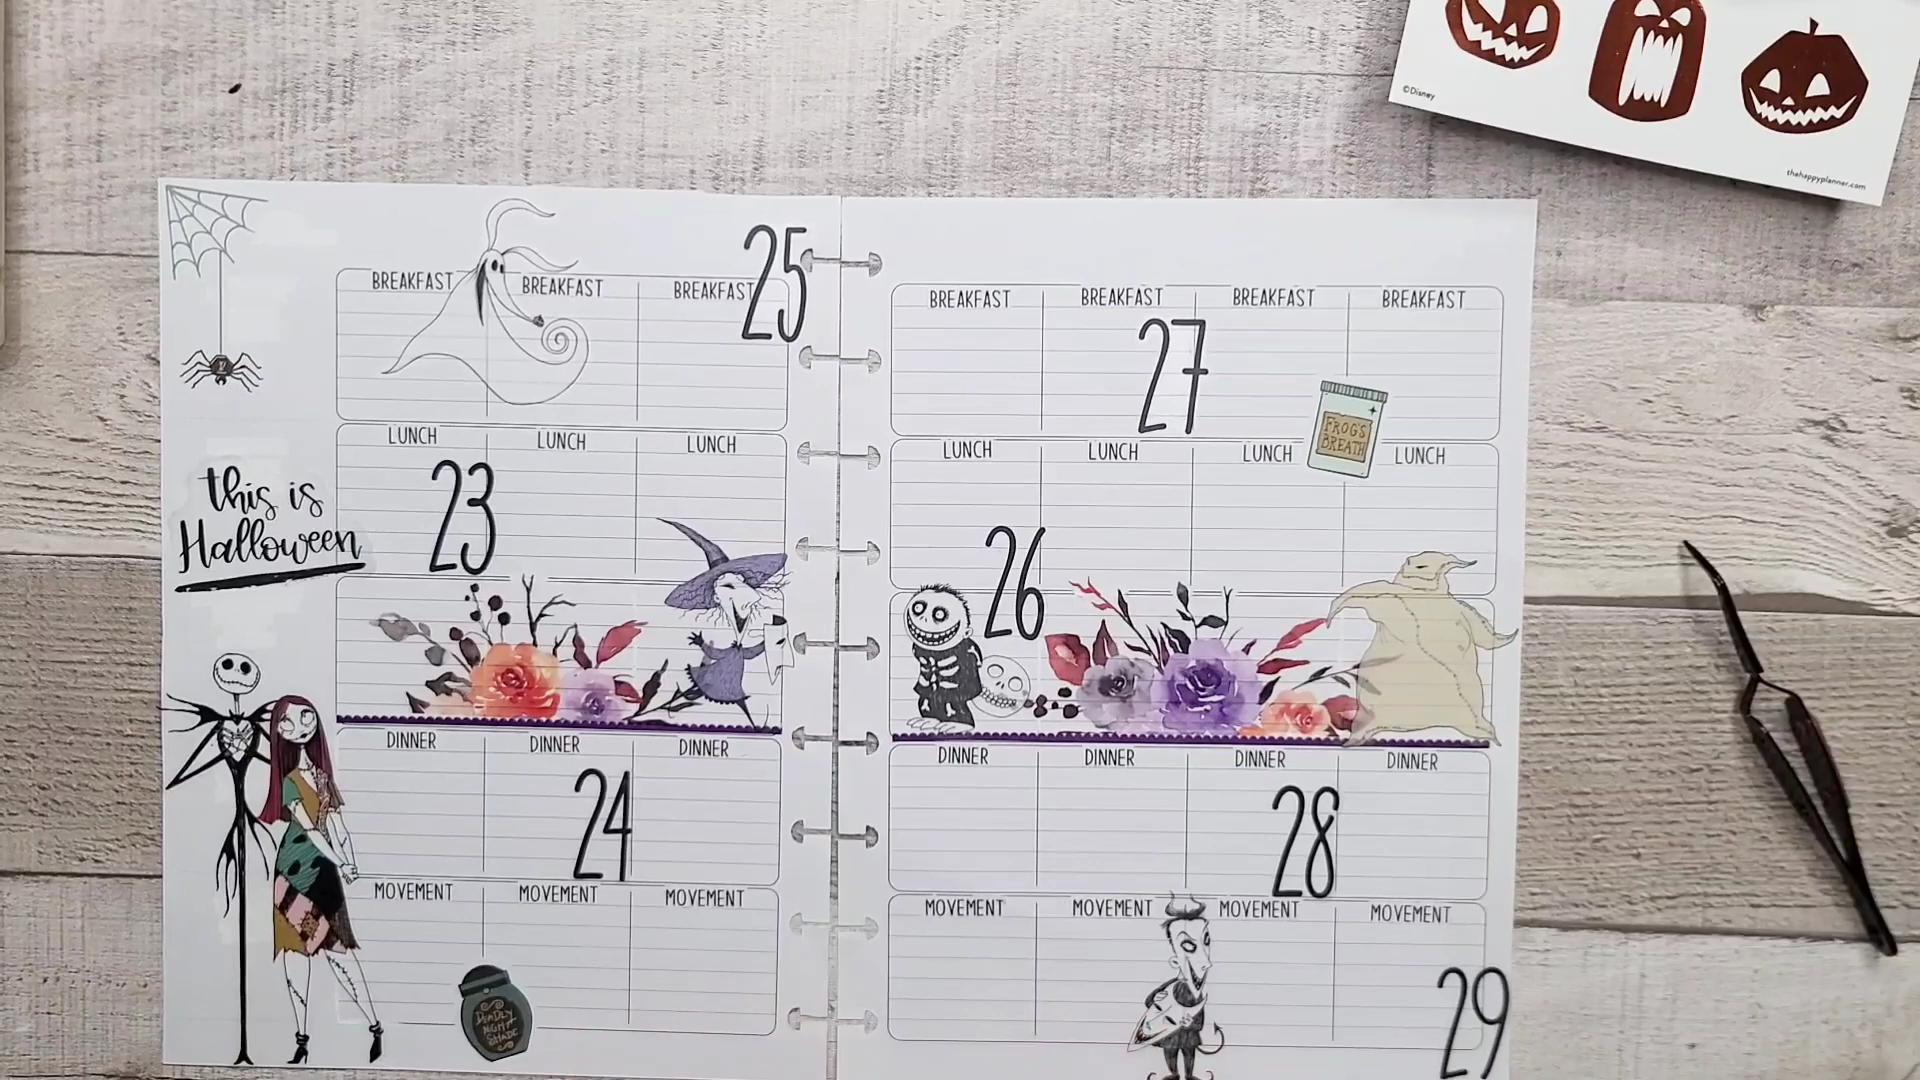 ©Disney
thehappyplanner.com
25
BREAKFAST BREAKFAST BREAKFAST
BREAKFAST BREAKFAST BREAKFAST BREAKFAST
27
FROG'S
BREATH
LUNCH LUNCH LUNCH
LUNCH LUNCH LUNCH LUNCH
23
this is
Halloween
26
DINNER DINNER DINNER
DINNER DINNER DINNER DINNER
24
28
MOVEMENT MOVEMENT MOVEMENT
MOVEMENT MOVEMENT MOVEMENT MOVEMENT
DEADLY
NIGHT
SHADE
29